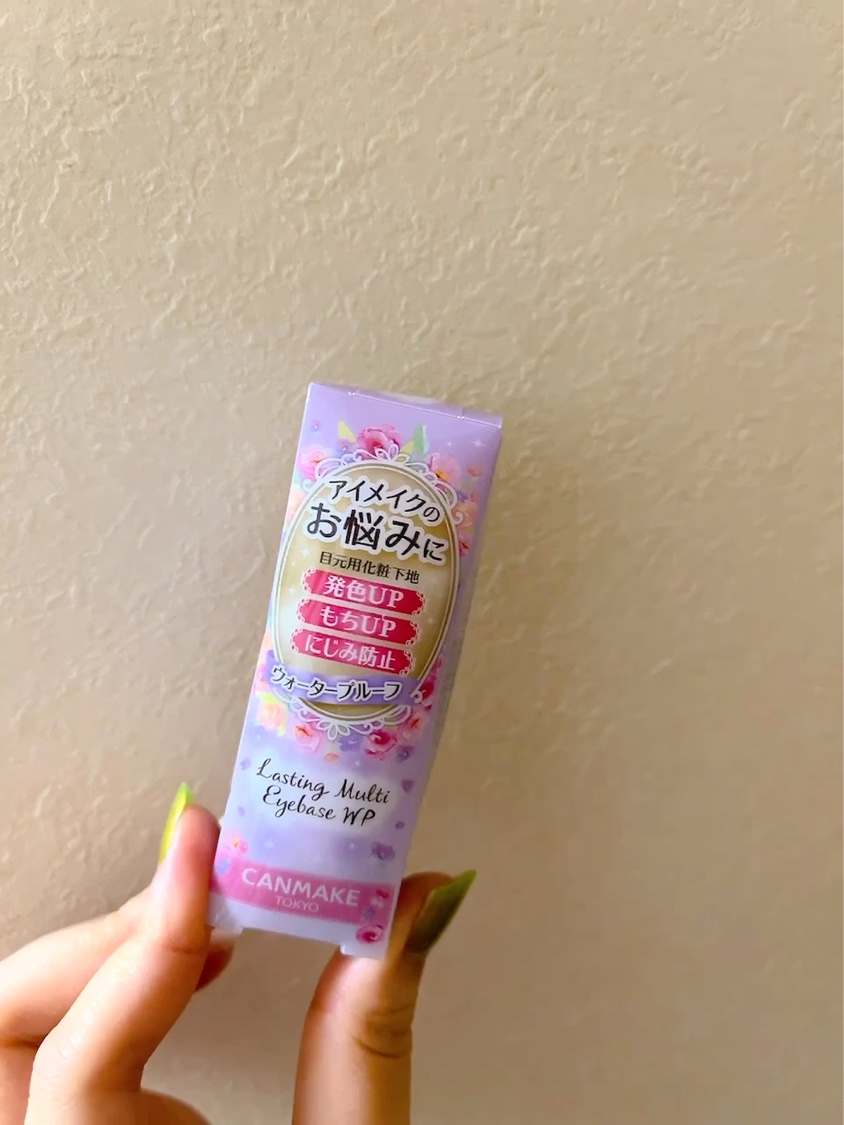 アイメイクの
お悩みに
目元用化粧下地
発色UP
もちUP
にじみ防止
ウォータープルーフ
Lasting Multi
Eyebase WP
CANMAKE
TOKYO